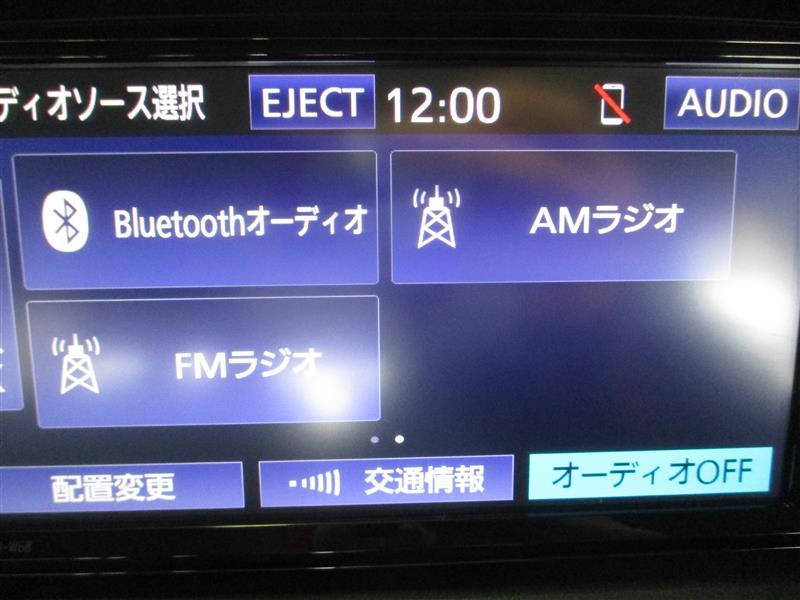 ディオソース選択 EJECT 12:00 AUDIO
Bluetoothオーディオ AMラジオ
FMラジオ
配置変更 交通情報 オーディオOFF